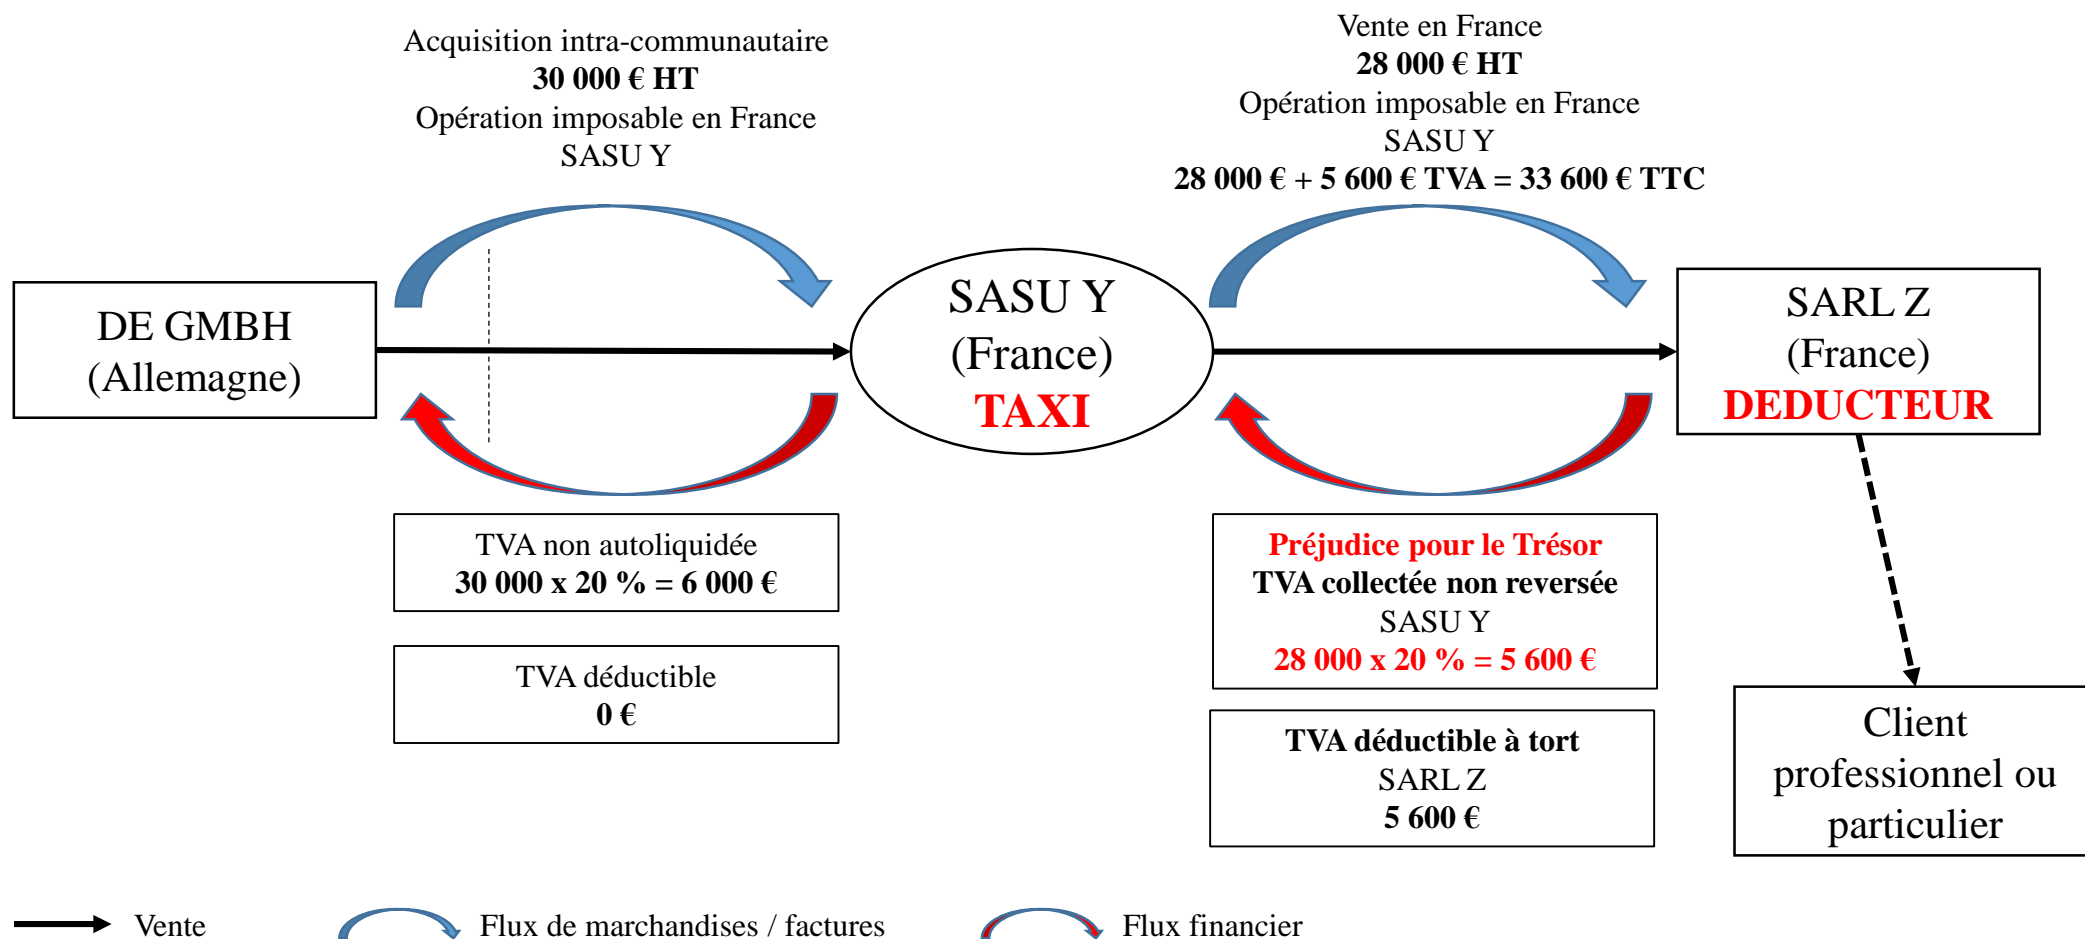 Acquisition intra-communautaire
30 000 € HT
Opération imposable en France
SASU Y
Vente en France
28 000 € HT
Opération imposable en France
SASU Y
28 000 € + 5 600 € TVA = 33 600 € TTC
DE GMBH
(Allemagne)
SASU Y
(France)
TAXI
SARL Z
(France)
DEDUCTEUR
TVA non autoliquidée
30 000 x 20 % = 6 000 €
TVA déductible
0 €
Préjudice pour le Trésor
TVA collectée non reversée
SASU Y
28 000 x 20 % = 5 600 €
TVA déductible à tort
SARL Z
5 600 €
Client
professionnel ou
particulier
Vente
Flux de marchandises / factures
Flux financier